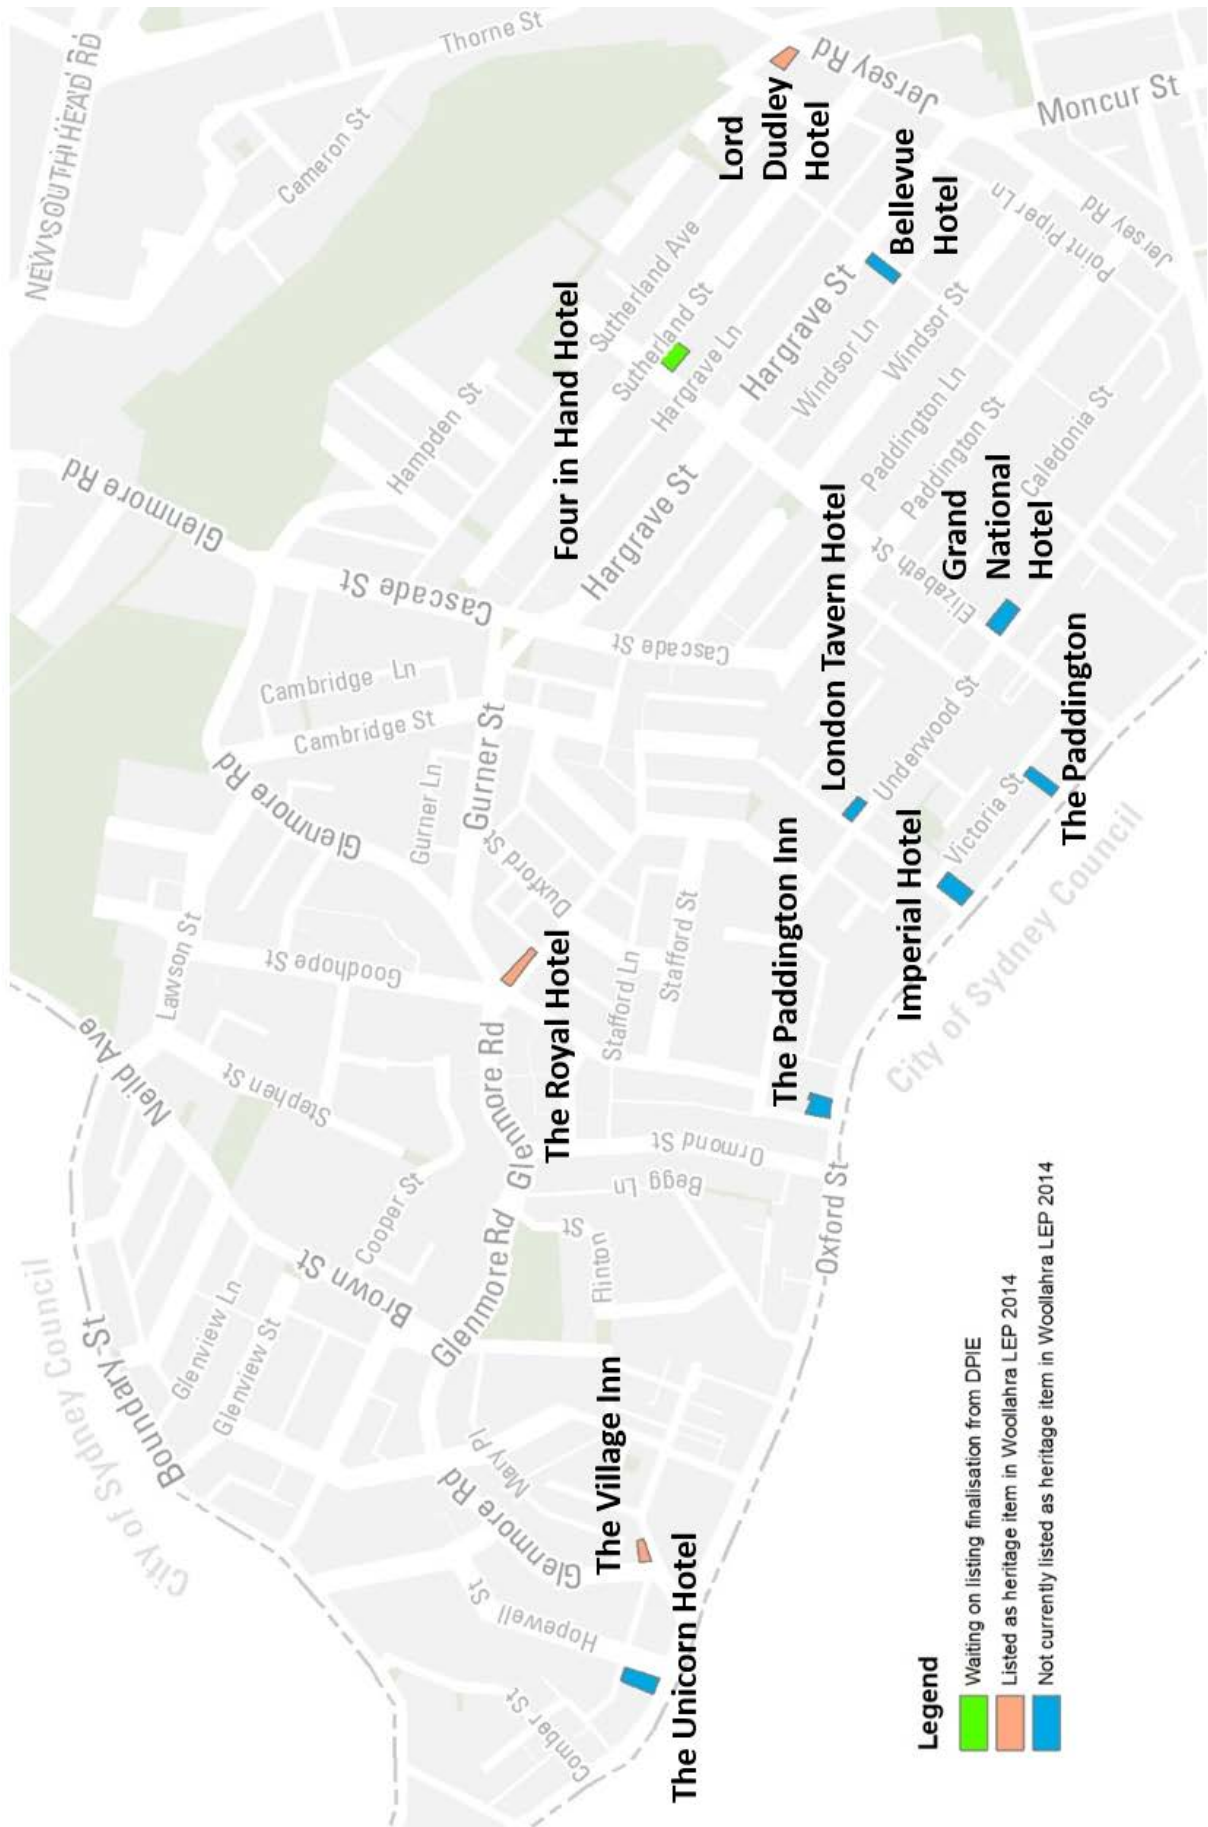 NEW SOUTH HEAD RD
Thorne St
Cameron St
Jersey Rd
Moncur St
Lord
Dudley
Hotel
Bellevue
Hotel
Point Piper Ln
Jersey Rd
Sutherland Ave
Sutherland St
Hargrave Ln
Hargrave St
Windsor Ln
Windsor St
Paddington Ln
Paddington St
Caledonia St
Four in Hand Hotel
Hampden St
Glenmore Rd
Cascade St
Hargrave St
Cascade St
Elizabeth St
Grand
National
Hotel
London Tavern Hotel
Underwood St
The Paddington
Victoria St
Imperial Hotel
City of Sydney Council
The Paddington Inn
Cambridge Ln
Cambridge St
Glenmore Rd
Gurner Ln
Gurner St
Duxford St
Stafford St
Stafford Ln
Lawson St
Goodhope St
The Royal Hotel
Glenmore Rd
Neild Ave
Stephen St
Cooper St
Brown St
Glenmore Rd
Ormond St
Begg Ln
Flinton St
Oxford St
Boundary St
City of Sydney Council
Glenview Ln
Glenview St
Mary Pl
Glenmore Rd
The Village Inn
Hopewell St
The Unicorn Hotel
Comber St
Legend
Waiting on listing finalisation from DPIE
Listed as heritage item in Woollahra LEP 2014
Not currently listed as heritage item in Woollahra LEP 2014